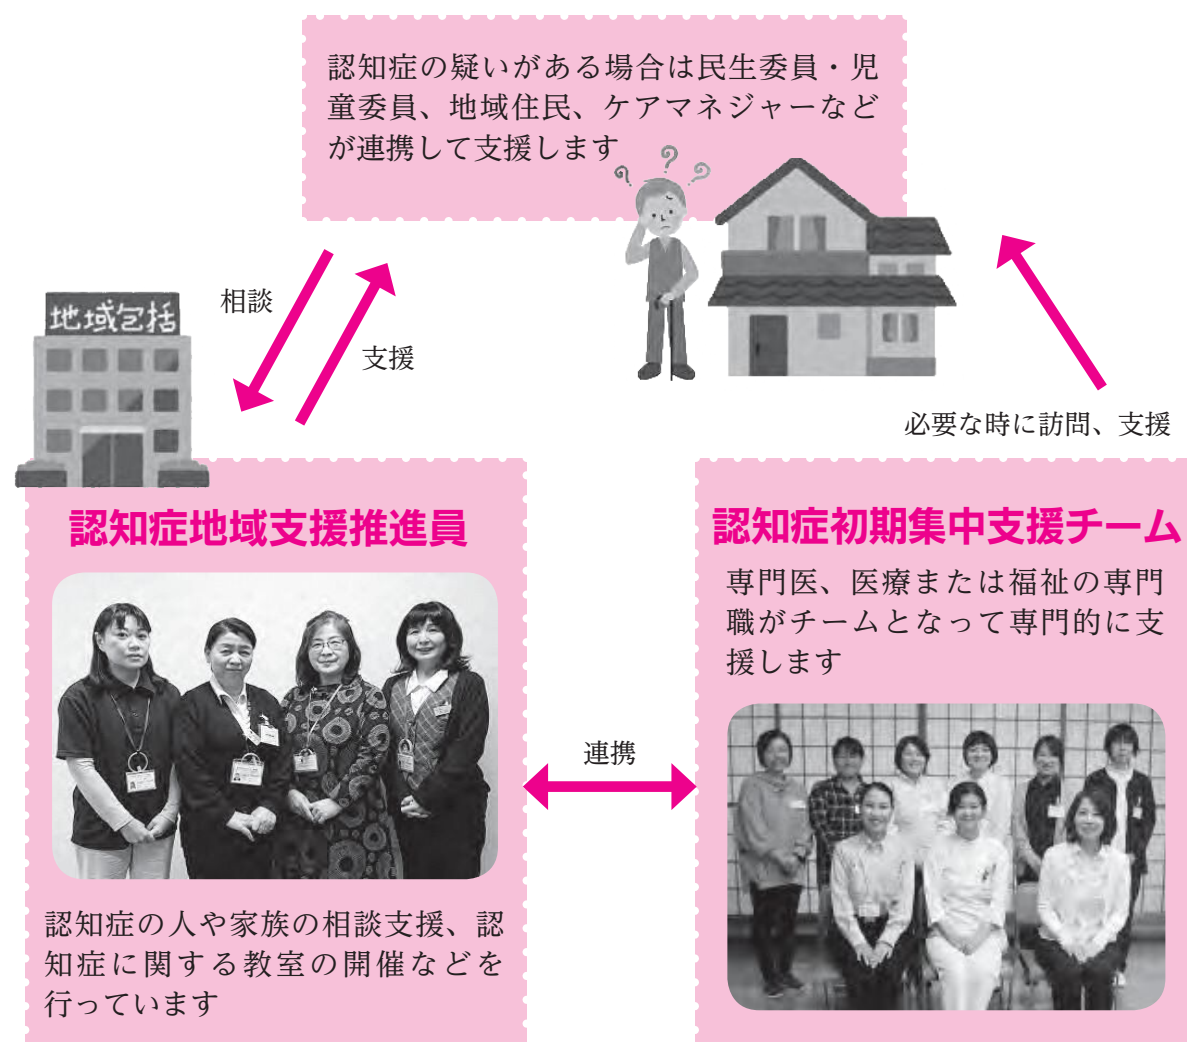 認知症の疑いがある場合は民生委員・児
童委員、地域住民、ケアマネジャーなど
が連携して支援します
相談
支援
地域包括
必要な時に訪問、支援
認知症地域支援推進員
認知症初期集中支援チーム
専門医、医療または福祉の専門
職がチームとなって専門的に支
援します
連携
認知症の人や家族の相談支援、認
知症に関する教室の開催などを
行っています